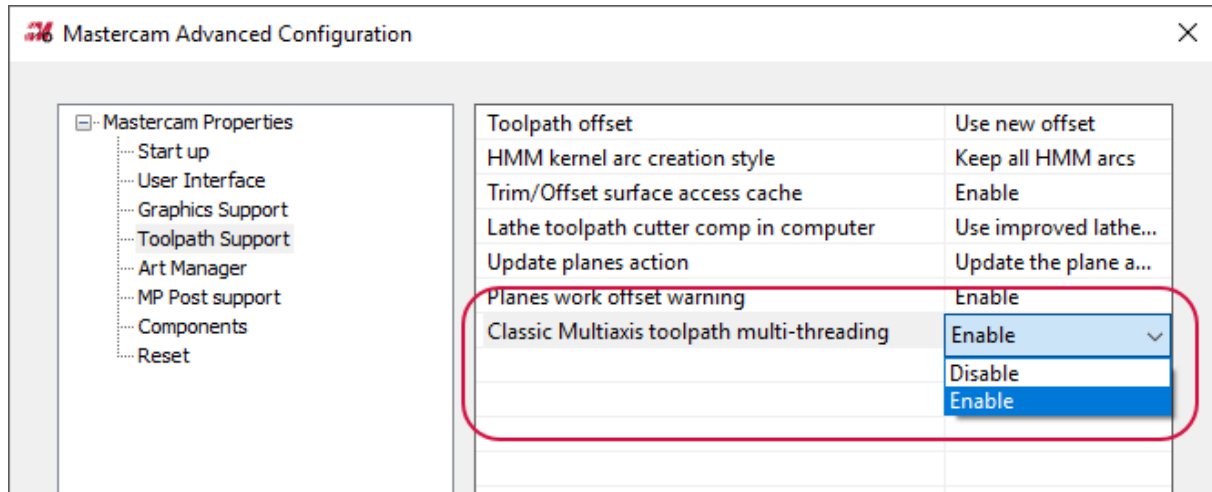 Mastercam Advanced Configuration
Mastercam Properties
Start up
User Interface
Graphics Support
Toolpath Support
Art Manager
MP Post support
Components
Reset
Toolpath offset Use new offset
HMM kernel arc creation style Keep all HMM arcs
Trim/Offset surface access cache Enable
Lathe toolpath cutter comp in computer Use improved lathe...
Update planes action Update the plane a...
Planes work offset warning Enable
Classic Multiaxis toolpath multi-threading Enable
Disable
Enable